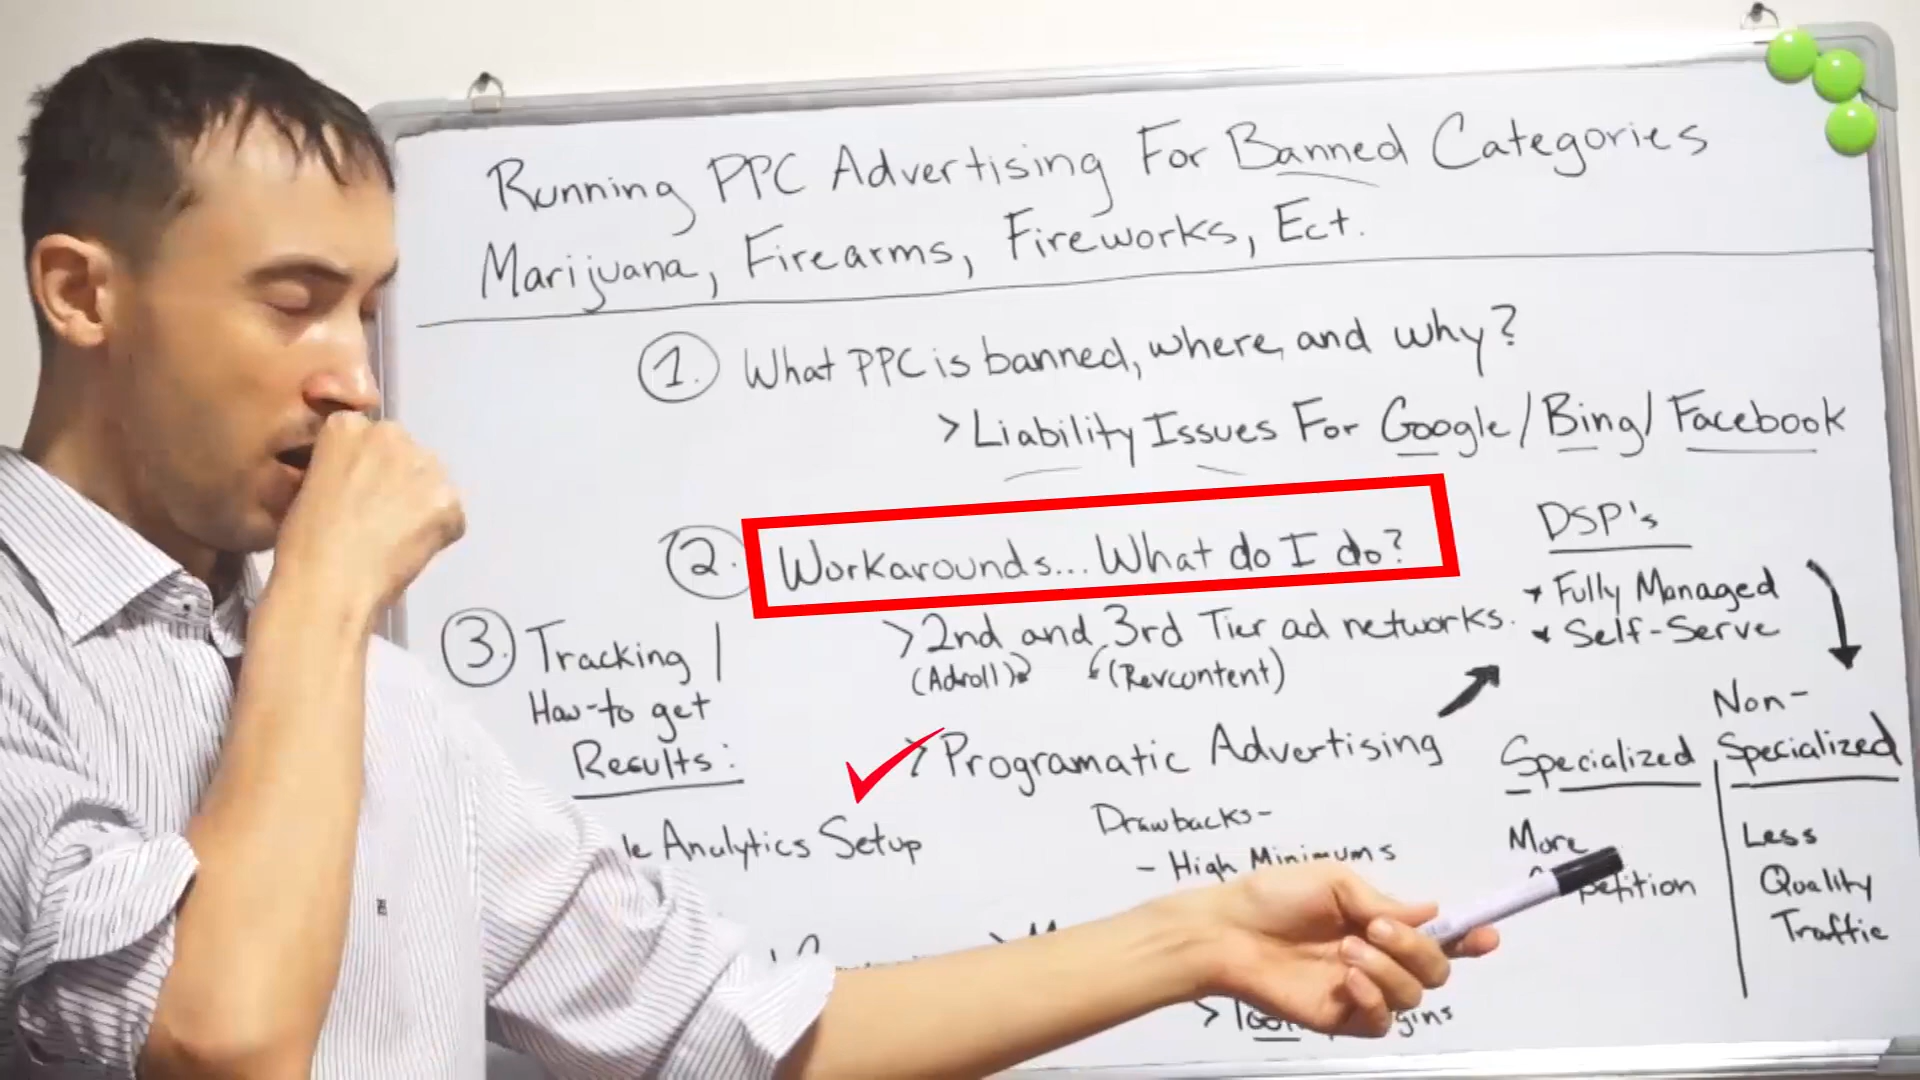 Running PPC Advertising For Banned Categories
Marijuana, Firearms, Fireworks, Ect.
1. What PPC is banned, where, and why?
> Liability Issues For Google/Bing/Facebook
2. Workarounds... What do I do?
> 2nd and 3rd Tier ad networks.
(Adroll) (Revcontent)
> Programatic Advertising
Drawbacks-
- High Minimums
DSP's
Fully Managed
Self-Serve
Specialized
More
Non-
Specialized
Less
Quality
Traffic
3. Tracking /
How-to get
Results:
Analytics Setup